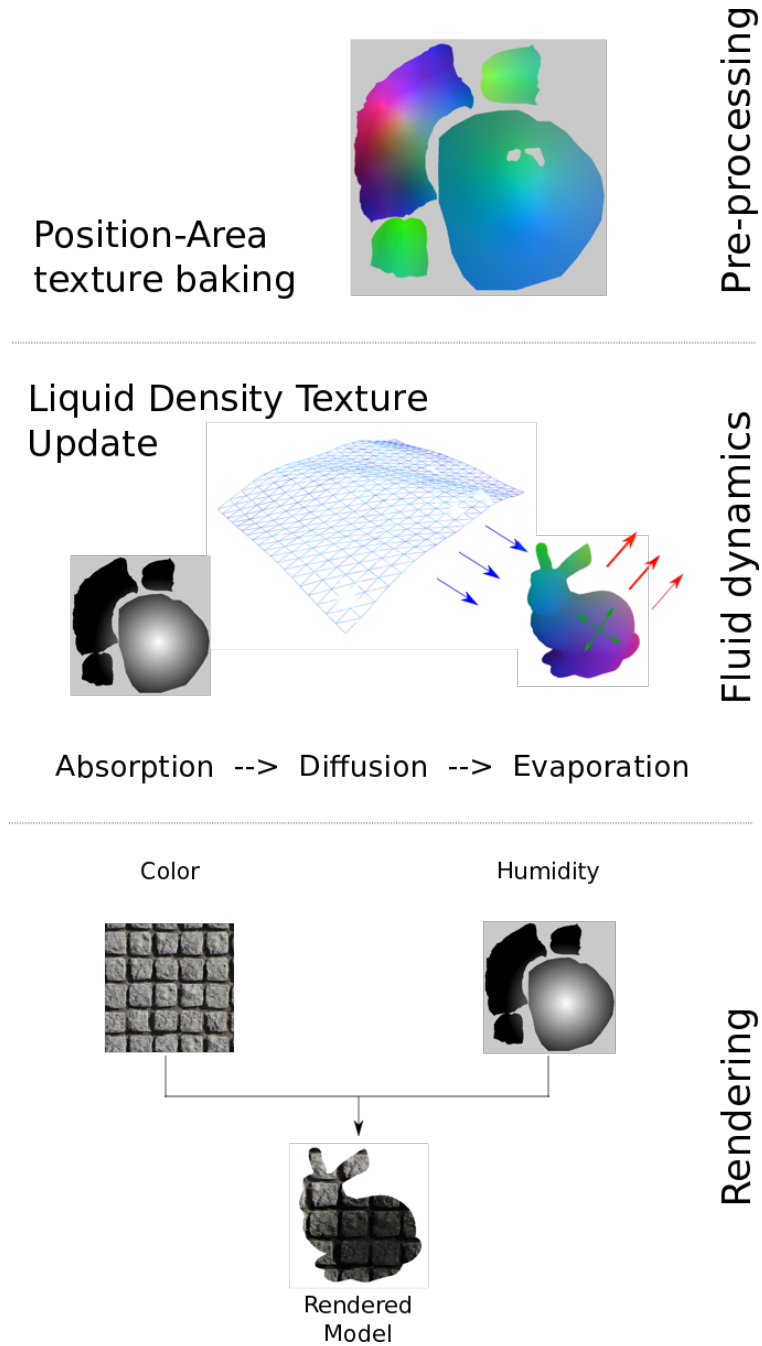 Pre-processing
Position-Area
texture baking
Liquid Density Texture
Update
Fluid dynamics
Absorption --> Diffusion --> Evaporation
Color
Humidity
Rendering
Rendered
Model